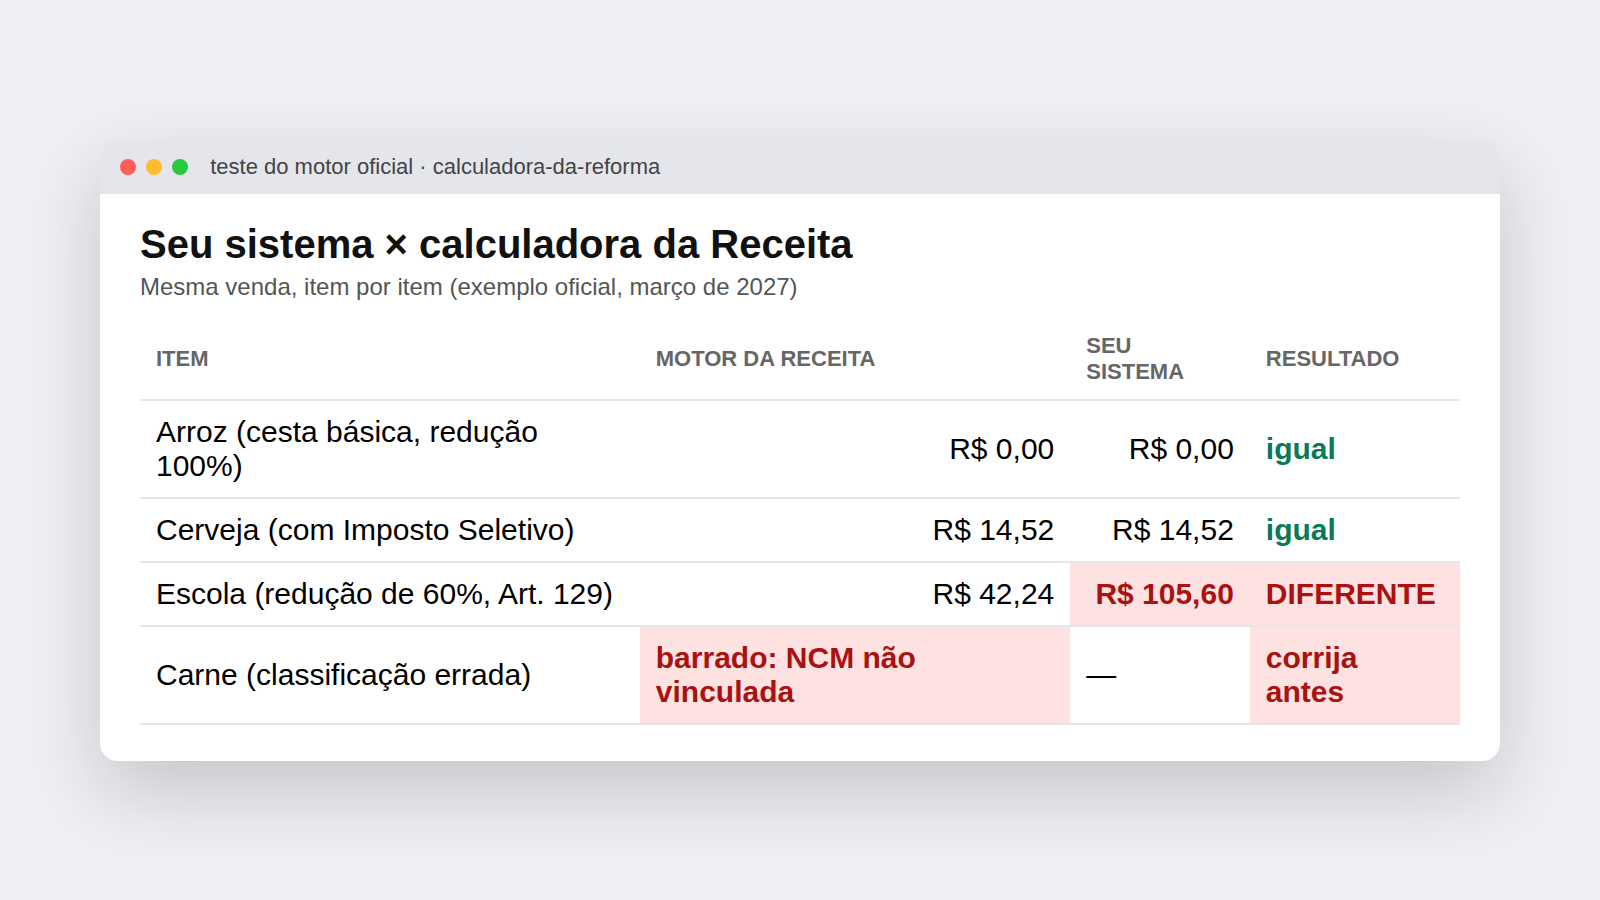 teste do motor oficial · calculadora-da-reforma
Seu sistema × calculadora da Receita
Mesma venda, item por item (exemplo oficial, março de 2027)
ITEM
MOTOR DA RECEITA
SEU
SISTEMA
RESULTADO
Arroz (cesta básica, redução
100%)
R$ 0,00
R$ 0,00
igual
Cerveja (com Imposto Seletivo)
R$ 14,52
R$ 14,52
igual
Escola (redução de 60%, Art. 129)
R$ 42,24
R$ 105,60
DIFERENTE
Carne (classificação errada)
barrado: NCM não
vinculada
—
corrija
antes